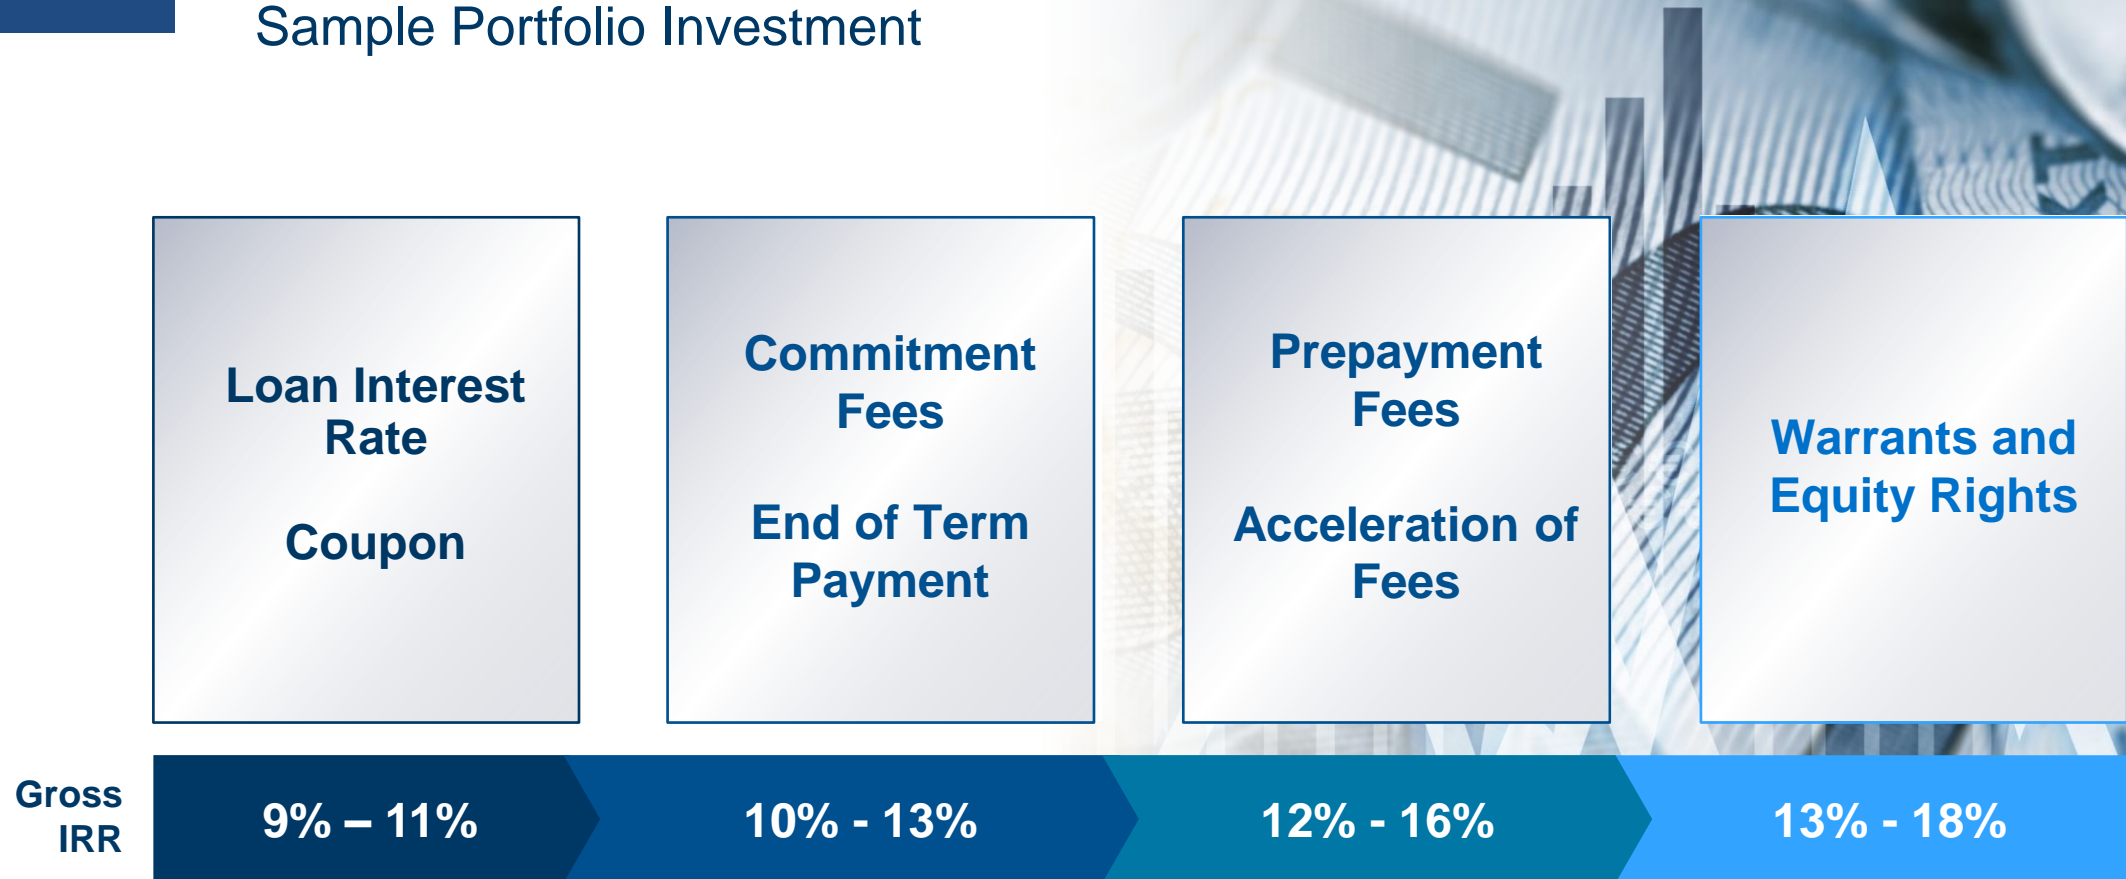 Sample Portfolio Investment
Loan Interest
Rate
Coupon
Commitment
Fees
End of Term
Payment
Prepayment
Fees
Acceleration of
Fees
Warrants and
Equity Rights
Gross
IRR
9% – 11%
10% - 13%
12% - 16%
13% - 18%